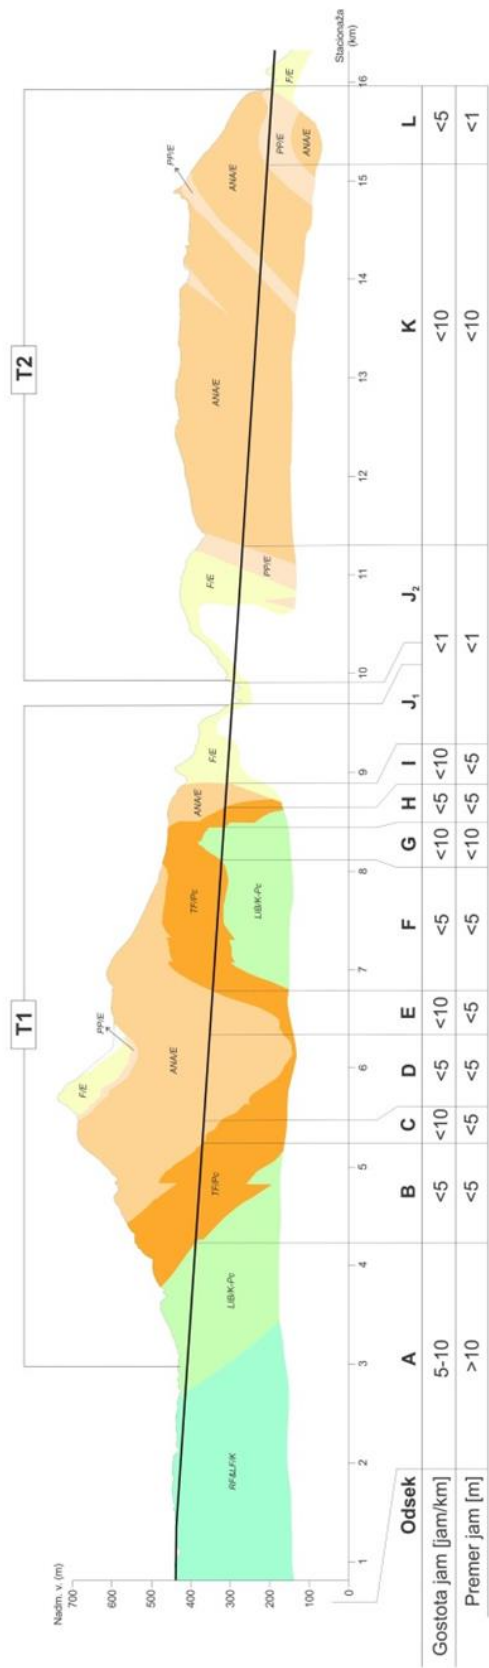 T1 T2
Nadm. v. (m)
Stacionaža
(km)
700
600
500
400
300
200
100
0
F/E
PP/E
PP/E
ANA/E
TF/Pc
ANA/E
F/E
F/E
ANA/E
ANA/E
RF&LF/K
LIB/K-Pc
TF/Pc
LIB/K-Pc
PP/E
PP/E
ANA/E
F/E
1 2 3 4 5 6 7 8 9 10 11 12 13 14 15 16
Odsek A B C D E F G H I J₁ J₂ K L
Gostota jam [jam/km] 5-10 <5 <10 <5 <10 <5 <10 <5 <10 <1 <10 <5
Premer jam [m] >10 <5 <5 <5 <5 <5 <10 <5 <5 <1 <10 <1